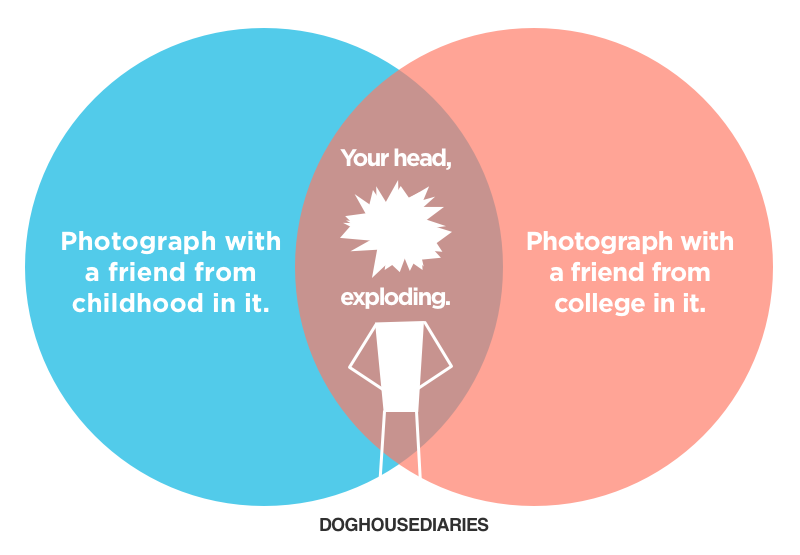 Photograph with
a friend from
childhood in it.
Your head,
exploding.
Photograph with
a friend from
college in it.
DOGHOUSEDIARIES